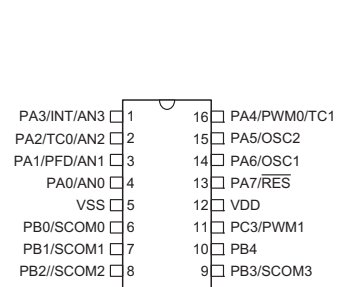 PA3/INT/AN3 1 16 PA4/PWM0/TC1
PA2/TC0/AN2 2 15 PA5/OSC2
PA1/PFD/AN1 3 14 PA6/OSC1
PA0/AN0 4 13 PA7/RES
VSS 5 12 VDD
PB0/SCOM0 6 11 PC3/PWM1
PB1/SCOM1 7 10 PB4
PB2//SCOM2 8 9 PB3/SCOM3